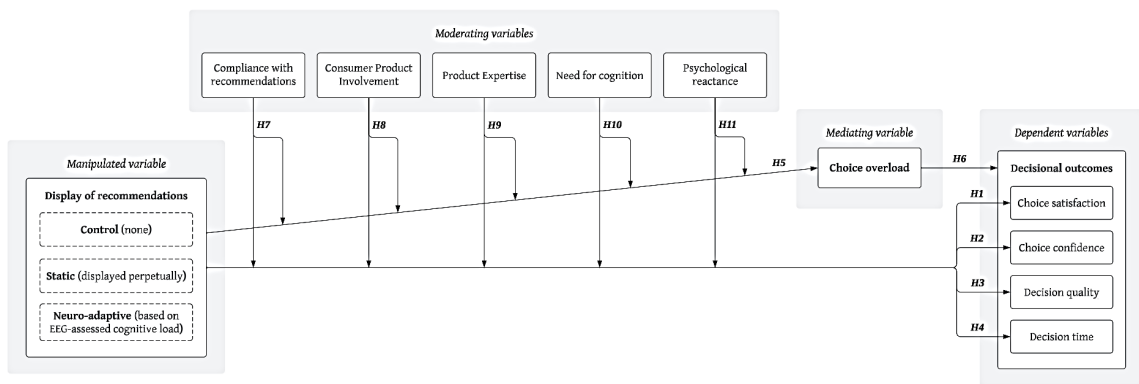 Moderating variables
Compliance with
recommendations
Consumer Product
Involvement
Product Expertise
Need for cognition
Psychological
reactance
H7
H8
H9
H10
H11
Manipulated variable
Display of recommendations
Control (none)
Static (displayed perpetually)
Neuro-adaptive (based on
EEG-assessed cognitive load)
H5
Mediating variable
Choice overload
H6
Dependent variables
Decisional outcomes
H1
Choice satisfaction
H2
Choice confidence
H3
Decision quality
H4
Decision time